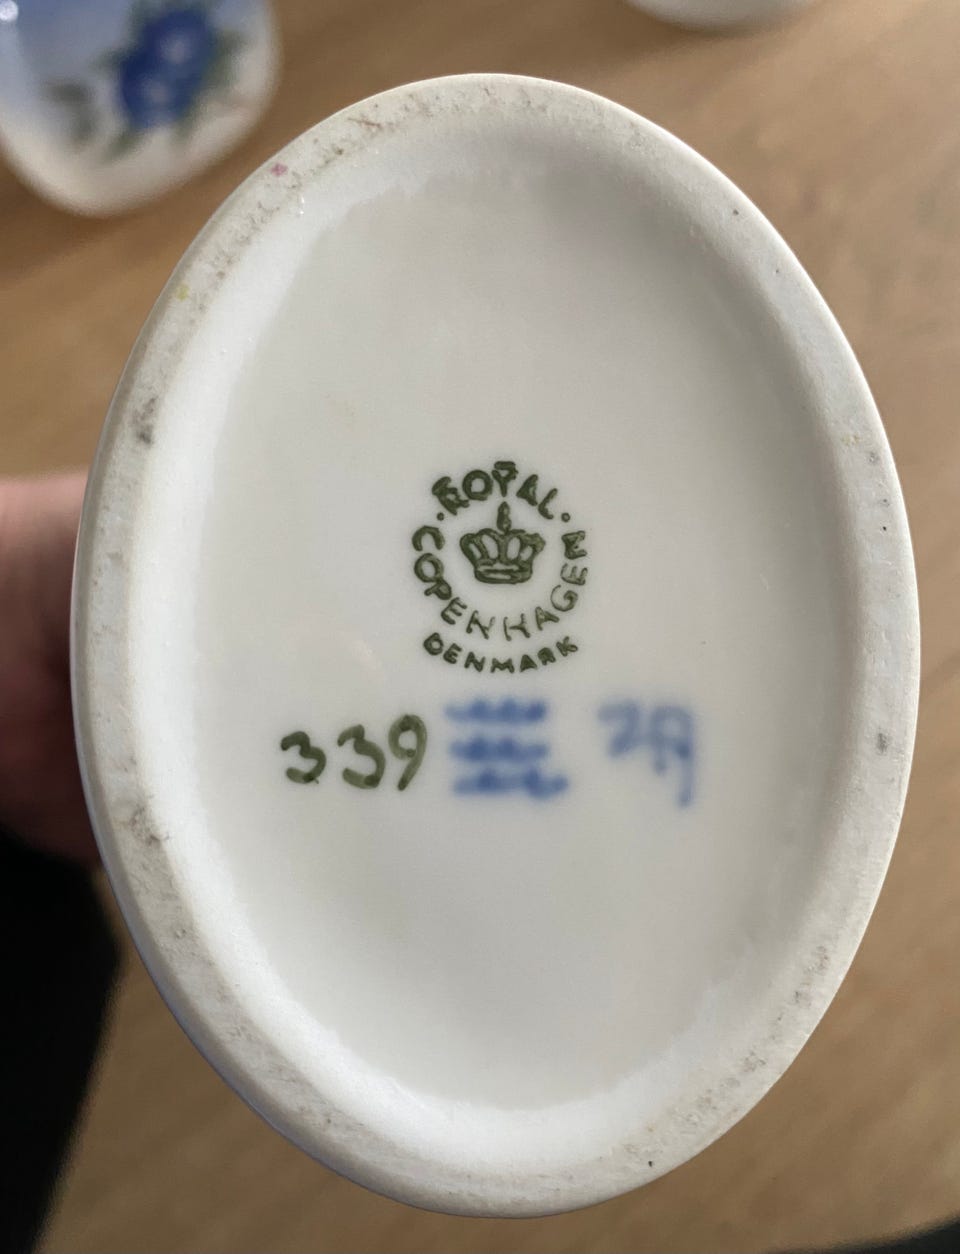 ROYAL
COPENHAGEN
DENMARK
339